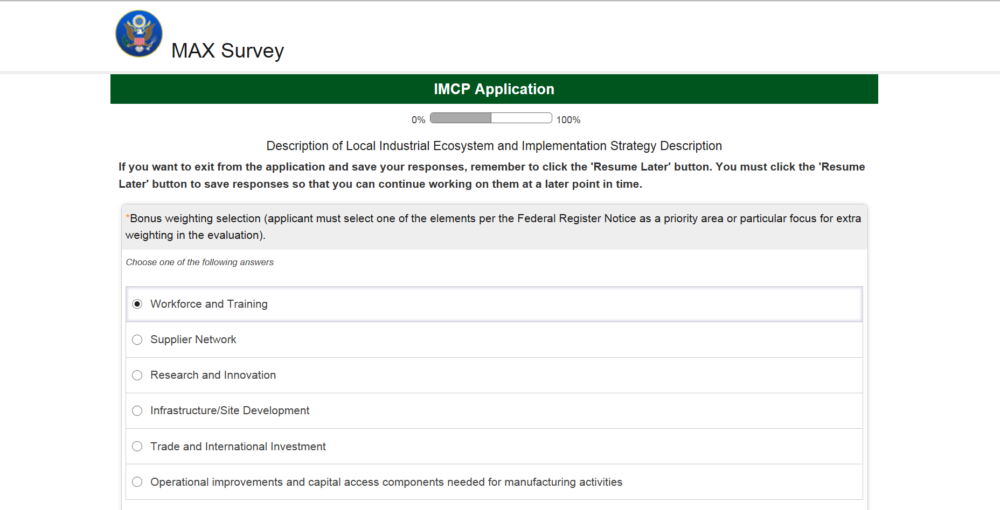 MAX Survey
IMCP Application
0% 100%
Description of Local Industrial Ecosystem and Implementation Strategy Description
If you want to exit from the application and save your responses, remember to click the 'Resume Later' button. You must click the 'Resume
Later' button to save responses so that you can continue working on them at a later point in time.
*Bonus weighting selection (applicant must select one of the elements per the Federal Register Notice as a priority area or particular focus for extra
weighting in the evaluation).
Choose one of the following answers
Workforce and Training
Supplier Network
Research and Innovation
Infrastructure/Site Development
Trade and International Investment
Operational improvements and capital access components needed for manufacturing activities